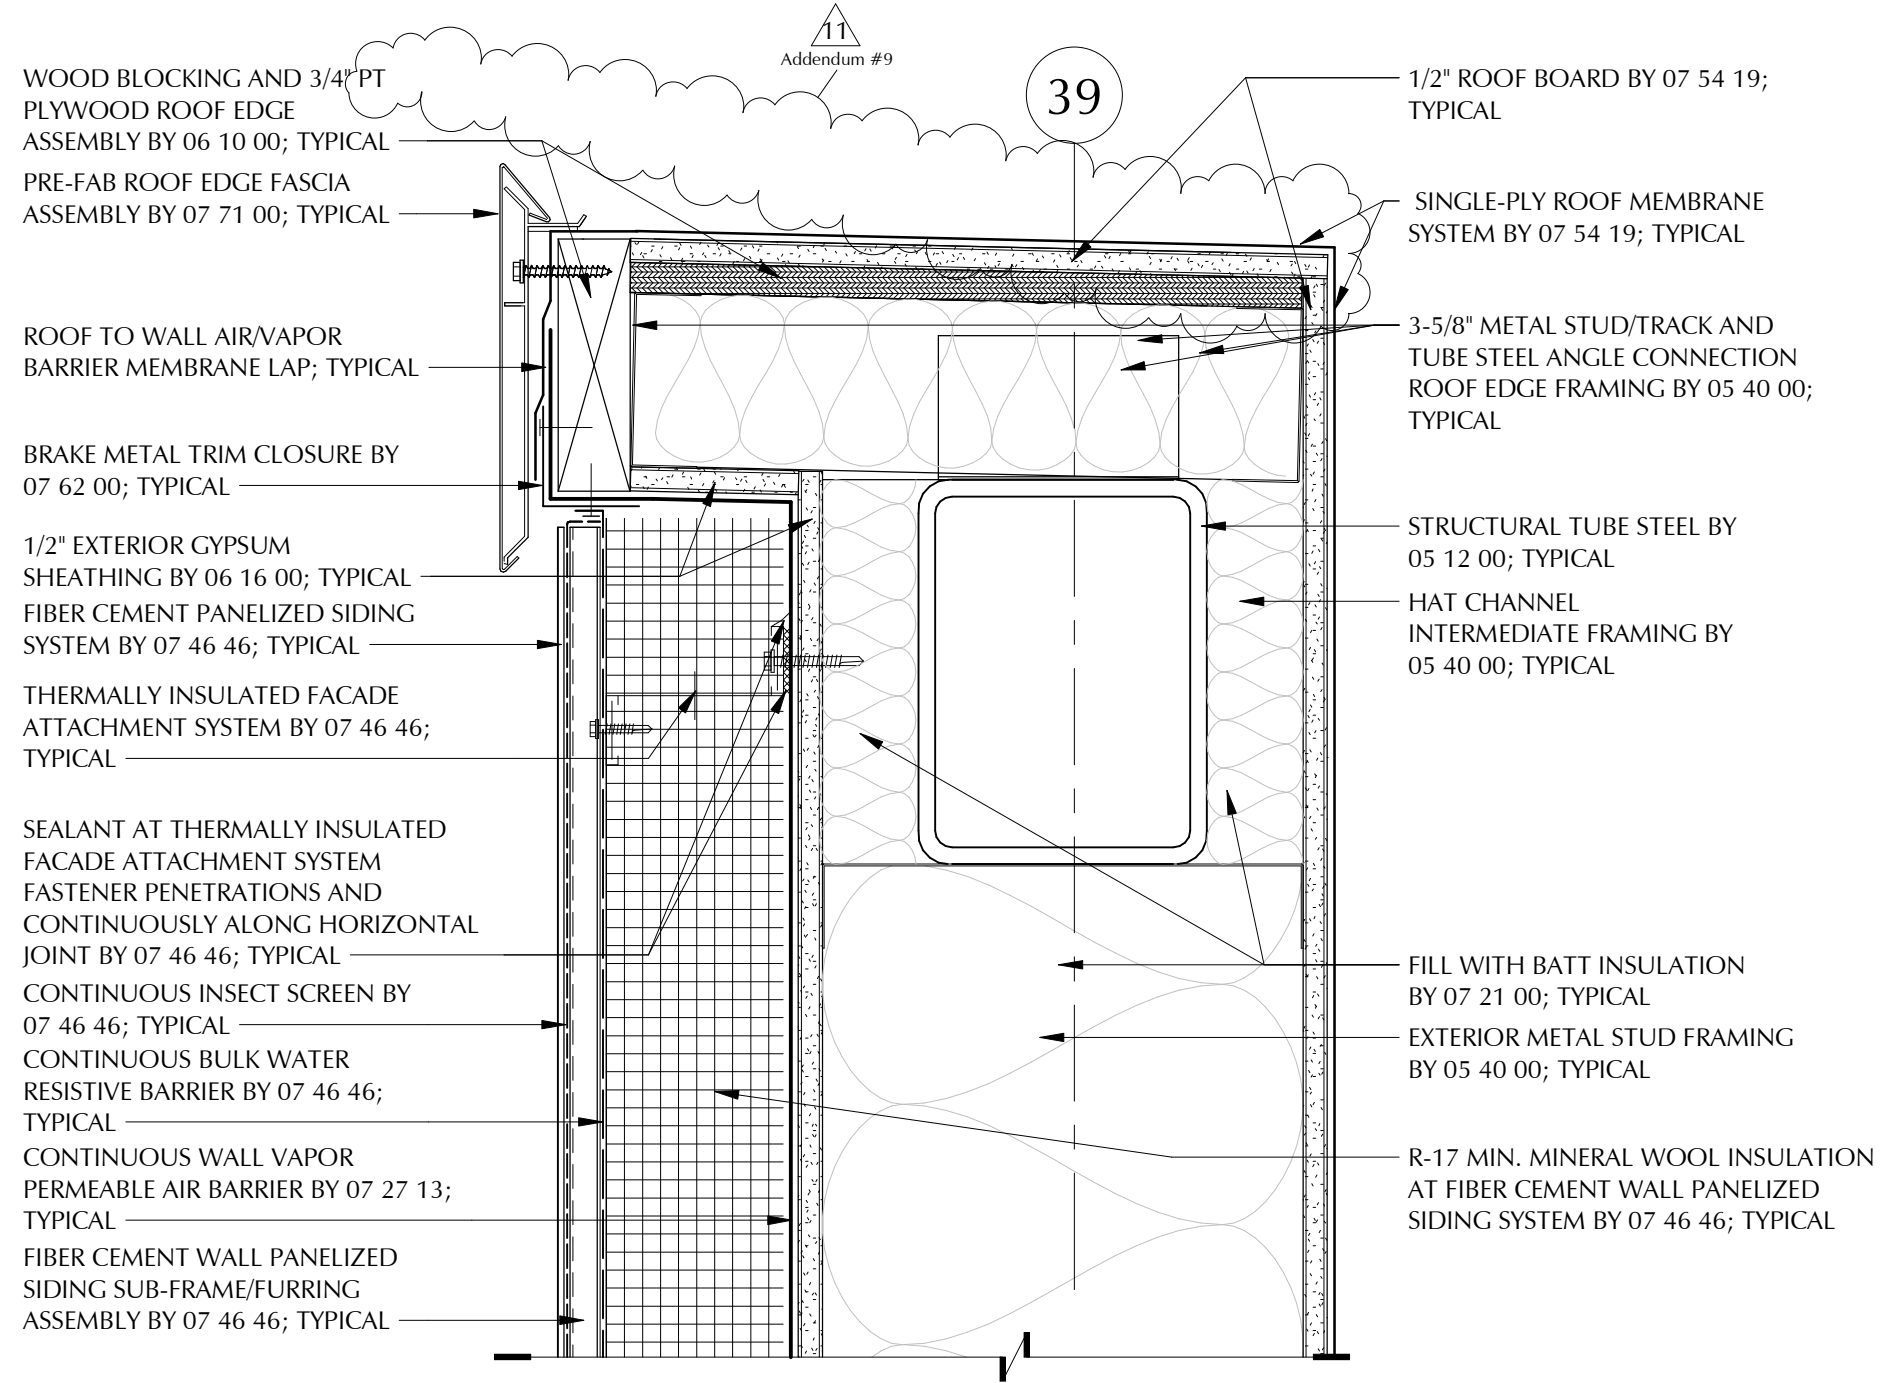 11
Addendum #9
39
WOOD BLOCKING AND 3/4" PT
PLYWOOD ROOF EDGE
ASSEMBLY BY 06 10 00; TYPICAL
PRE-FAB ROOF EDGE FASCIA
ASSEMBLY BY 07 71 00; TYPICAL
ROOF TO WALL AIR/VAPOR
BARRIER MEMBRANE LAP; TYPICAL
BRAKE METAL TRIM CLOSURE BY
07 62 00; TYPICAL
1/2" EXTERIOR GYPSUM
SHEATHING BY 06 16 00; TYPICAL
FIBER CEMENT PANELIZED SIDING
SYSTEM BY 07 46 46; TYPICAL
THERMALLY INSULATED FACADE
ATTACHMENT SYSTEM BY 07 46 46;
TYPICAL
SEALANT AT THERMALLY INSULATED
FACADE ATTACHMENT SYSTEM
FASTENER PENETRATIONS AND
CONTINUOUSLY ALONG HORIZONTAL
JOINT BY 07 46 46; TYPICAL
CONTINUOUS INSECT SCREEN BY
07 46 46; TYPICAL
CONTINUOUS BULK WATER
RESISTIVE BARRIER BY 07 46 46;
TYPICAL
CONTINUOUS WALL VAPOR
PERMEABLE AIR BARRIER BY 07 27 13;
TYPICAL
FIBER CEMENT WALL PANELIZED
SIDING SUB-FRAME/FURRING
ASSEMBLY BY 07 46 46; TYPICAL
1/2" ROOF BOARD BY 07 54 19;
TYPICAL
SINGLE-PLY ROOF MEMBRANE
SYSTEM BY 07 54 19; TYPICAL
3-5/8" METAL STUD/TRACK AND
TUBE STEEL ANGLE CONNECTION
ROOF EDGE FRAMING BY 05 40 00;
TYPICAL
STRUCTURAL TUBE STEEL BY
05 12 00; TYPICAL
HAT CHANNEL
INTERMEDIATE FRAMING BY
05 40 00; TYPICAL
FILL WITH BATT INSULATION
BY 07 21 00; TYPICAL
EXTERIOR METAL STUD FRAMING
BY 05 40 00; TYPICAL
R-17 MIN. MINERAL WOOL INSULATION
AT FIBER CEMENT WALL PANELIZED
SIDING SYSTEM BY 07 46 46; TYPICAL